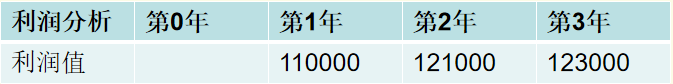 利润分析 第0年 第1年 第2年 第3年
利润值 110000 121000 123000